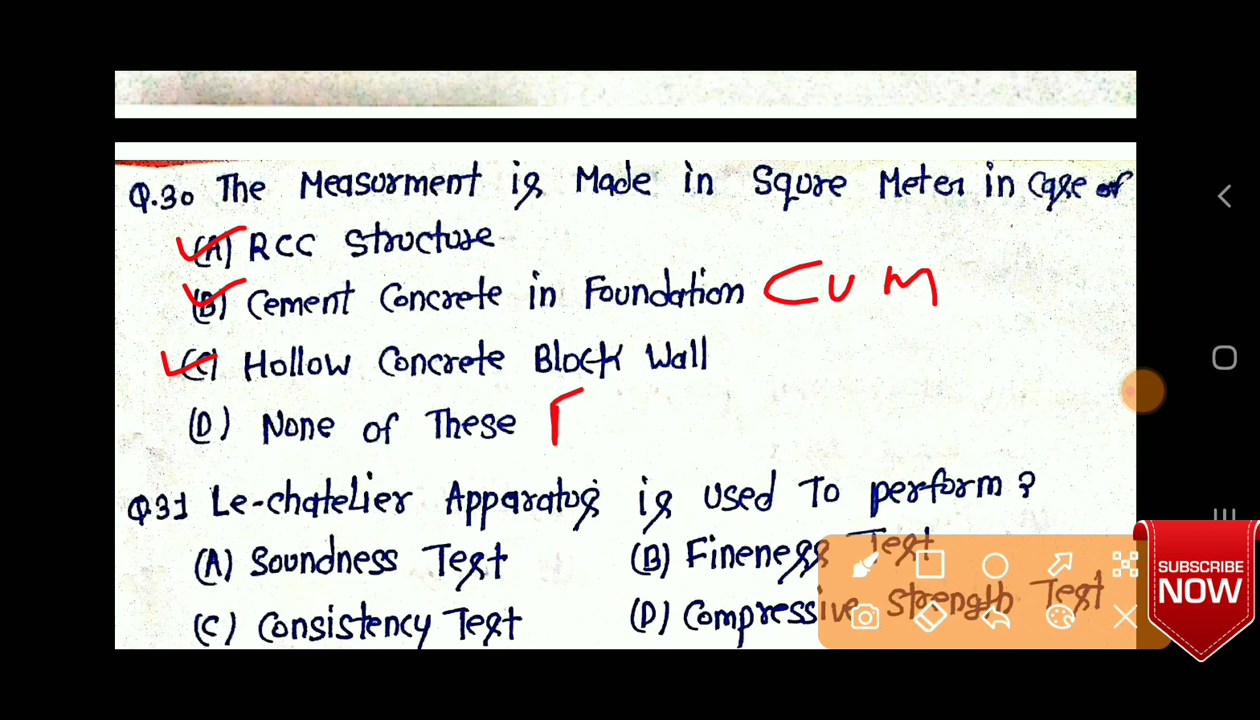 Q.30 The Measurment is Made in Squre Meter in Case of
(A) RCC Structure
(B) Cement Concrete in Foundation CUM
(C) Hollow Concrete Block Wall
(D) None of These
Q31 Le-chatelier Apparatus is used To perform?
(A) Soundness Test (B) Fineness Test
(C) Consistency Test (D) Compressive Strength Test
SUBSCRIBE
NOW